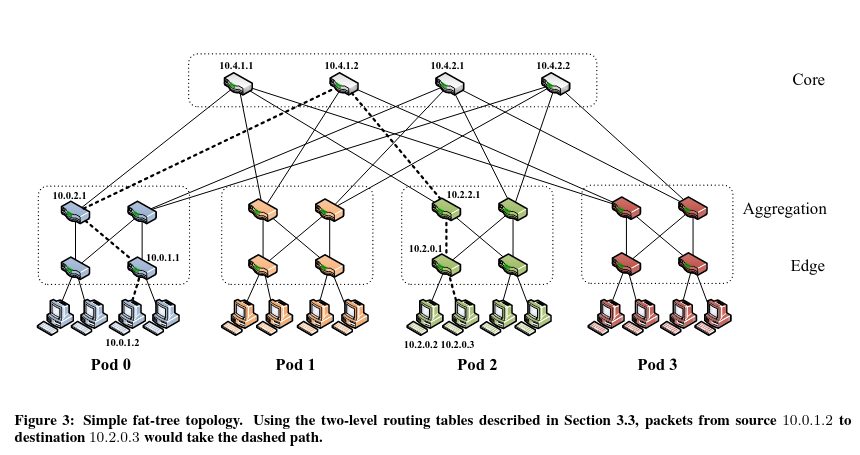 10.4.1.1 10.4.1.2 10.4.2.1 10.4.2.2
Core
10.0.2.1
10.2.2.1
Aggregation
10.0.1.1
10.2.0.1
Edge
10.0.1.2
10.2.0.2 10.2.0.3
Pod 0 Pod 1 Pod 2 Pod 3
Figure 3: Simple fat-tree topology. Using the two-level routing tables described in Section 3.3, packets from source 10.0.1.2 to
destination 10.2.0.3 would take the dashed path.